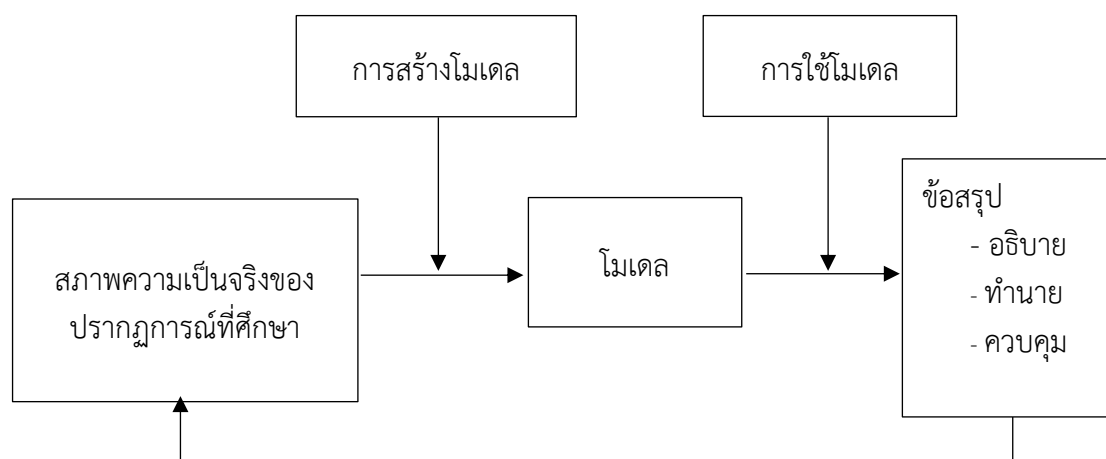 การสร้างโมเดล
การใช้โมเดล
สภาพความเป็นจริงของ
ปรากฏการณ์ที่ศึกษา
โมเดล
ข้อสรุป
- อธิบาย
- ทำนาย
- ควบคุม